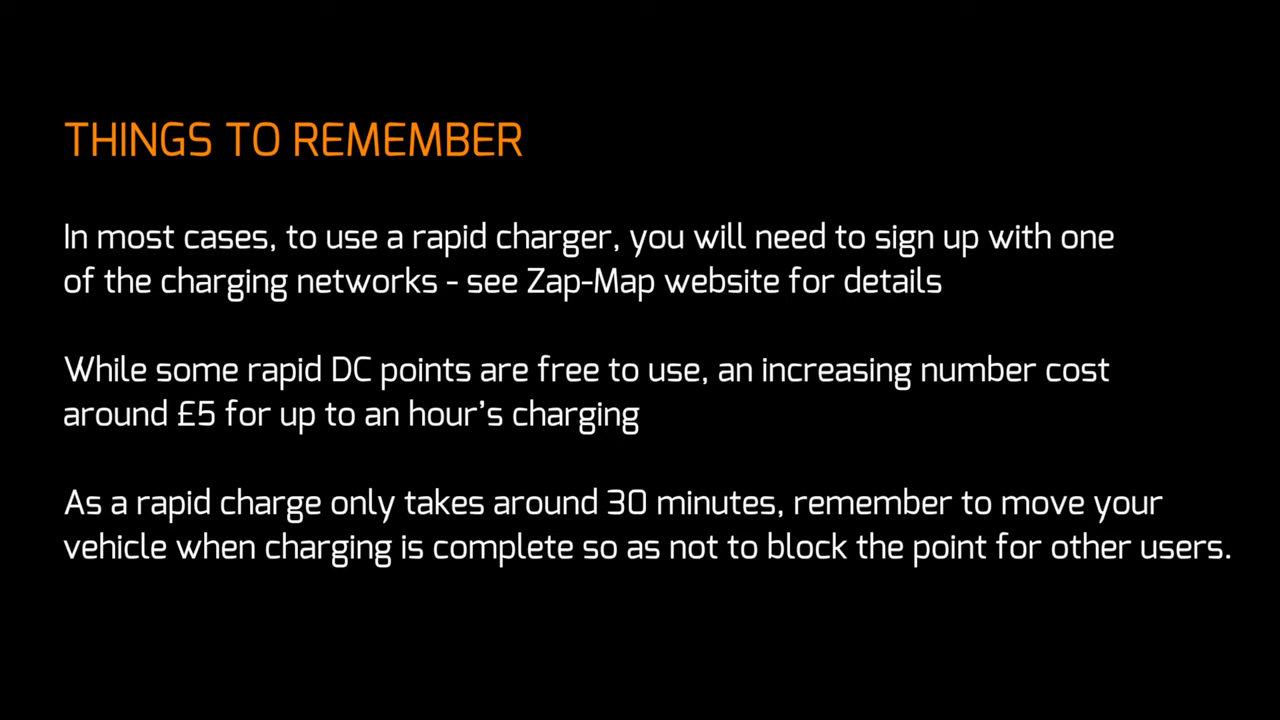 THINGS TO REMEMBER
In most cases, to use a rapid charger, you will need to sign up with one
of the charging networks - see Zap-Map website for details
While some rapid DC points are free to use, an increasing number cost
around £5 for up to an hour’s charging
As a rapid charge only takes around 30 minutes, remember to move your
vehicle when charging is complete so as not to block the point for other users.